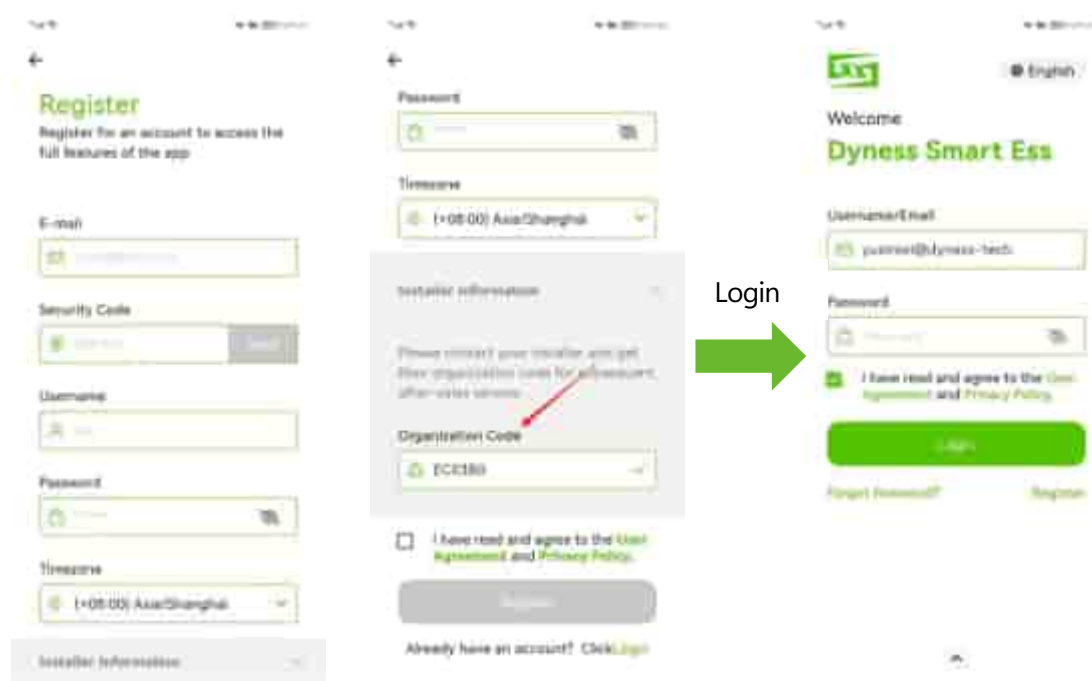 Register
Register for an account to access the
full features of the app
E-mail
Security Code
Username
Password
Timezone
(+08:00) Asia/Shanghai
Installer Information
Password
Timezone
(+08:00) Asia/Shanghai
Installer Information
Please contact your installer and get
their organization code for subsequent
after-sales service
Organization Code
I have read and agree to the User
Agreement and Privacy Policy.
Register
Already have an account? Click Login
Login
English
Welcome
Dyness Smart Ess
Username/Email
Password
I have read and agree to the User
Agreement and Privacy Policy.
Login
Forgot Password?
Register